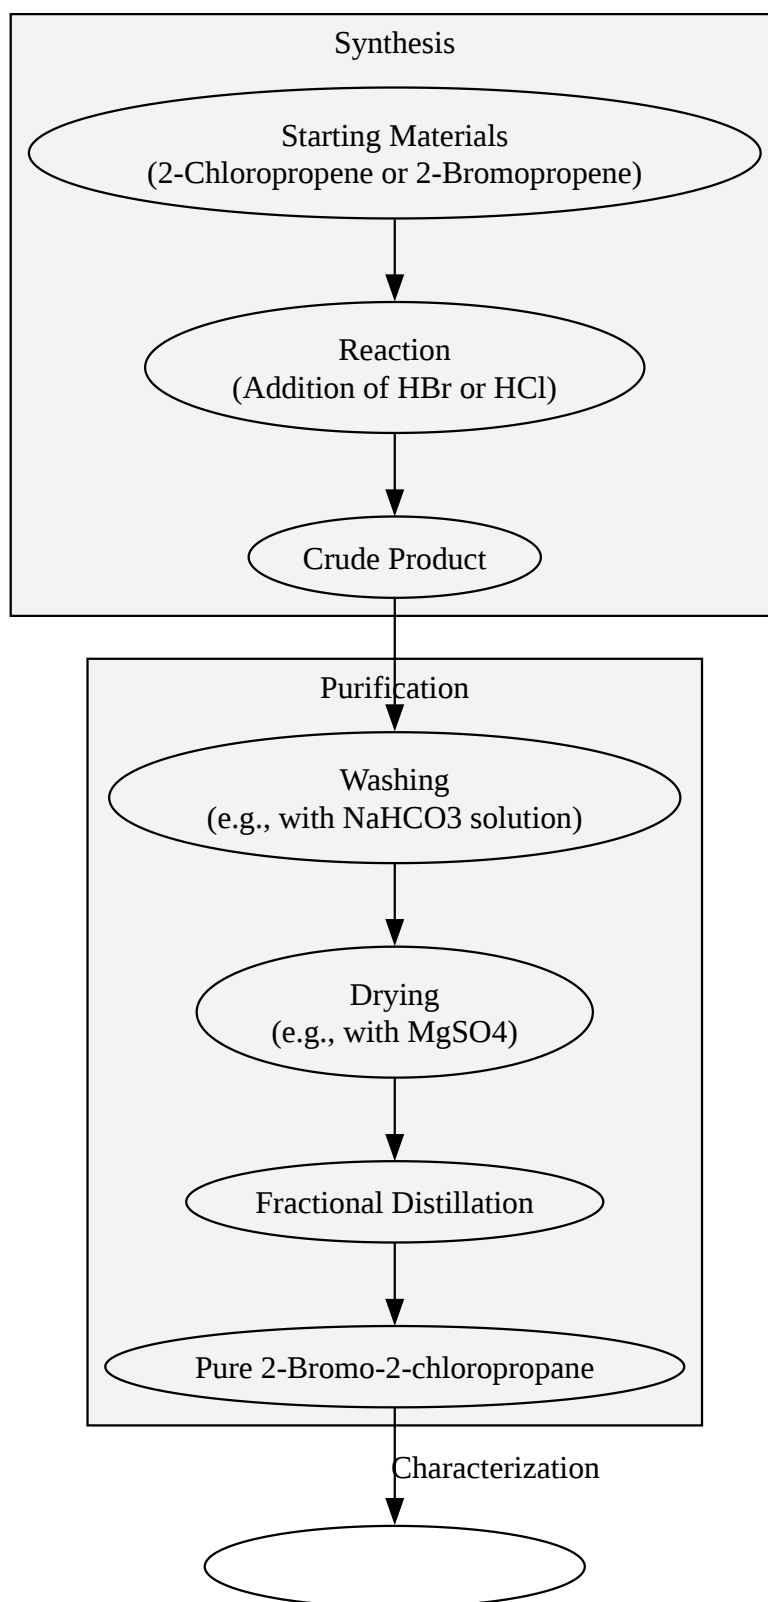 Synthesis
Starting Materials
(2-Chloropropene or 2-Bromopropene)
Reaction
(Addition of HBr or HCl)
Crude Product
Purification
Washing
(e.g., with NaHCO3 solution)
Drying
(e.g., with MgSO4)
Fractional Distillation
Pure 2-Bromo-2-chloropropane
Characterization